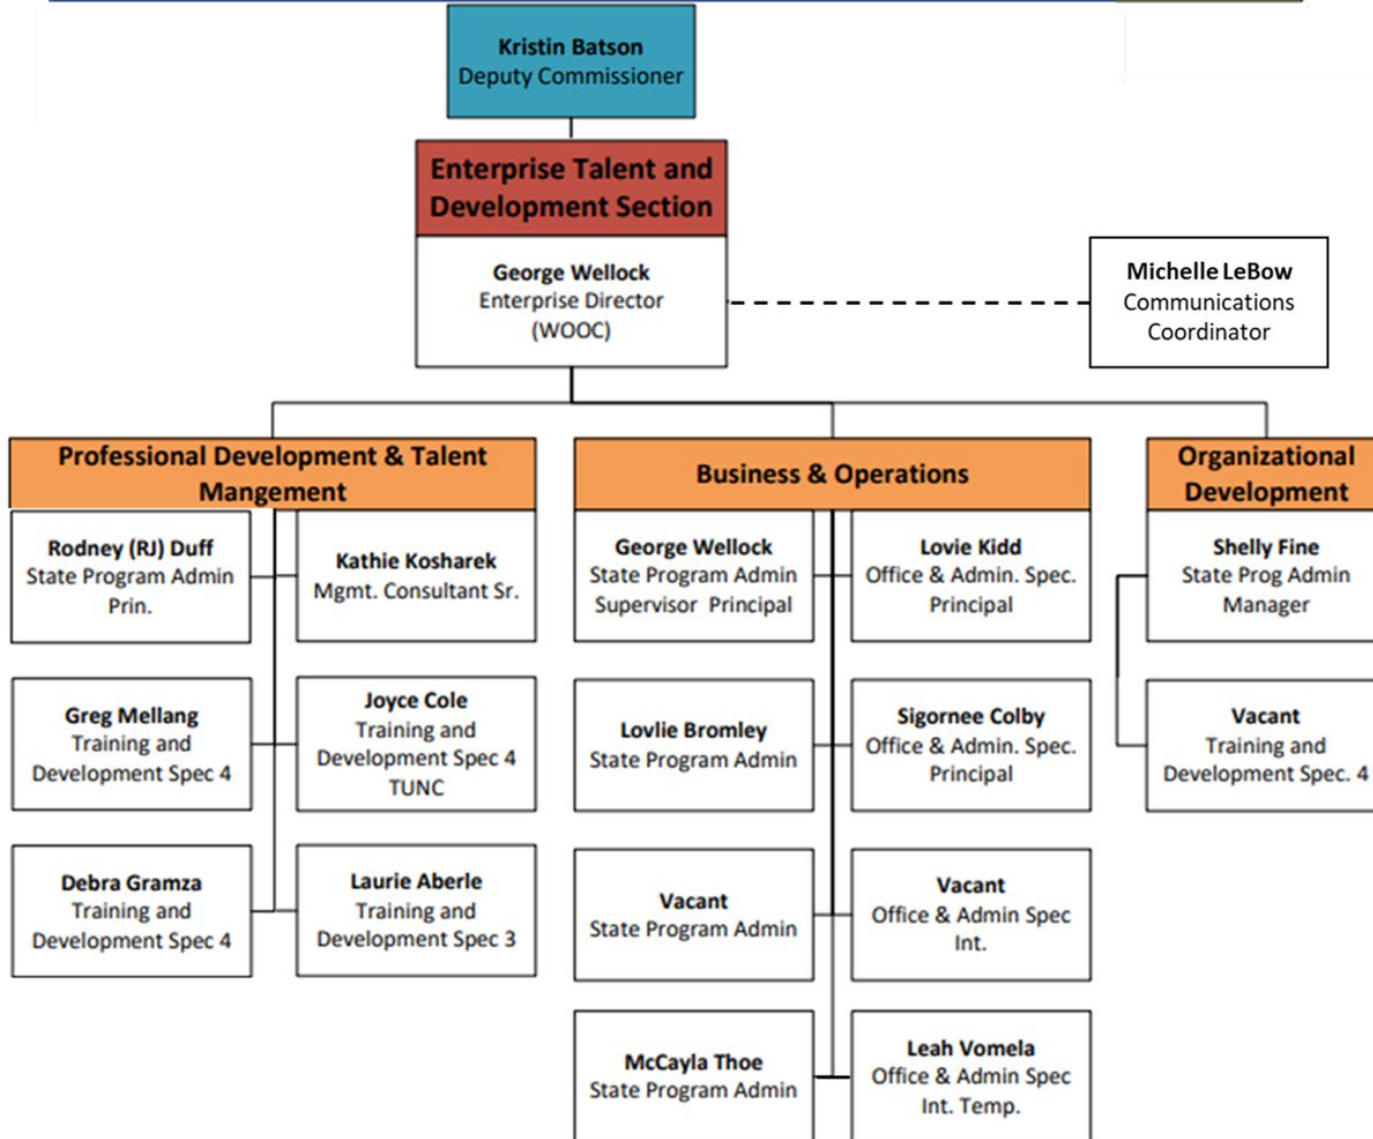 Kristin Batson
Deputy Commissioner
Enterprise Talent and
Development Section
George Wellock
Enterprise Director
(WOOC)
Michelle LeBow
Communications
Coordinator
Professional Development & Talent
Mangement
Rodney (RJ) Duff
State Program Admin
Prin.
Kathie Kosharek
Mgmt. Consultant Sr.
Greg Mellang
Training and
Development Spec 4
Joyce Cole
Training and
Development Spec 4
TUNC
Debra Gramza
Training and
Development Spec 4
Laurie Aberle
Training and
Development Spec 3
Business & Operations
George Wellock
State Program Admin
Supervisor Principal
Lovie Kidd
Office & Admin. Spec.
Principal
Lovlie Bromley
State Program Admin
Sigornee Colby
Office & Admin. Spec.
Principal
Vacant
State Program Admin
Vacant
Office & Admin Spec
Int.
McCayla Thoe
State Program Admin
Leah Vomela
Office & Admin Spec
Int. Temp.
Organizational
Development
Shelly Fine
State Prog Admin
Manager
Vacant
Training and
Development Spec. 4